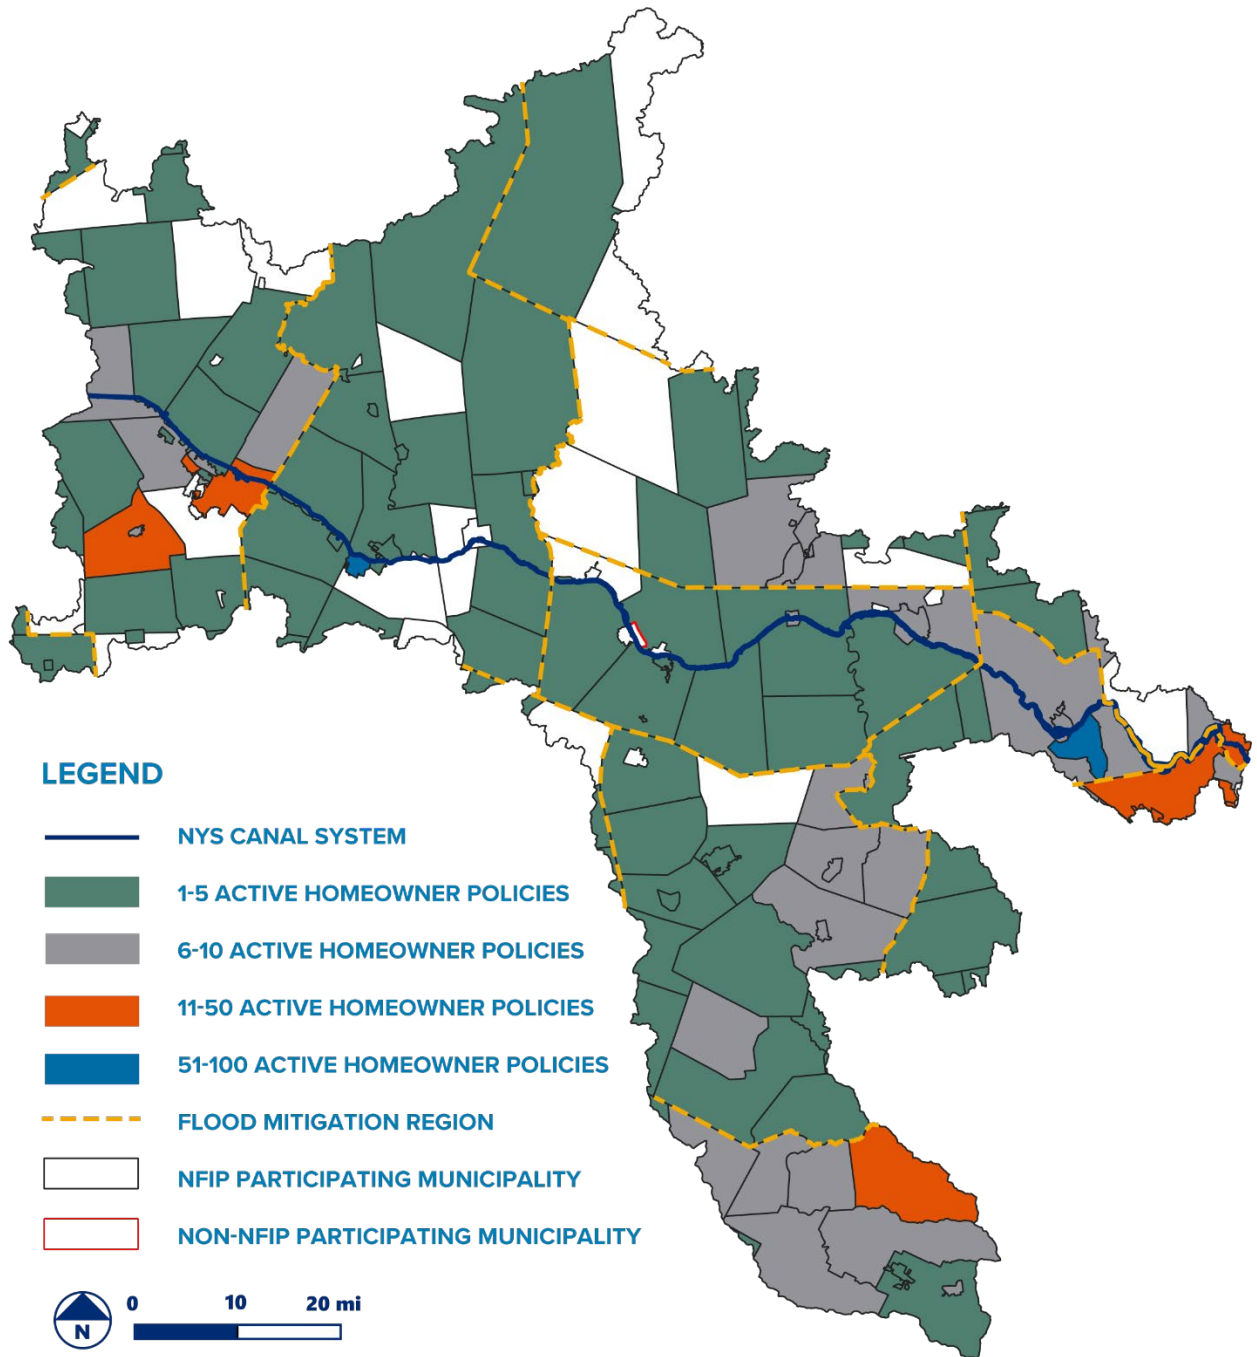 LEGEND
NYS CANAL SYSTEM
1-5 ACTIVE HOMEOWNER POLICIES
6-10 ACTIVE HOMEOWNER POLICIES
11-50 ACTIVE HOMEOWNER POLICIES
51-100 ACTIVE HOMEOWNER POLICIES
FLOOD MITIGATION REGION
NFIP PARTICIPATING MUNICIPALITY
NON-NFIP PARTICIPATING MUNICIPALITY
0 10 20 mi
N